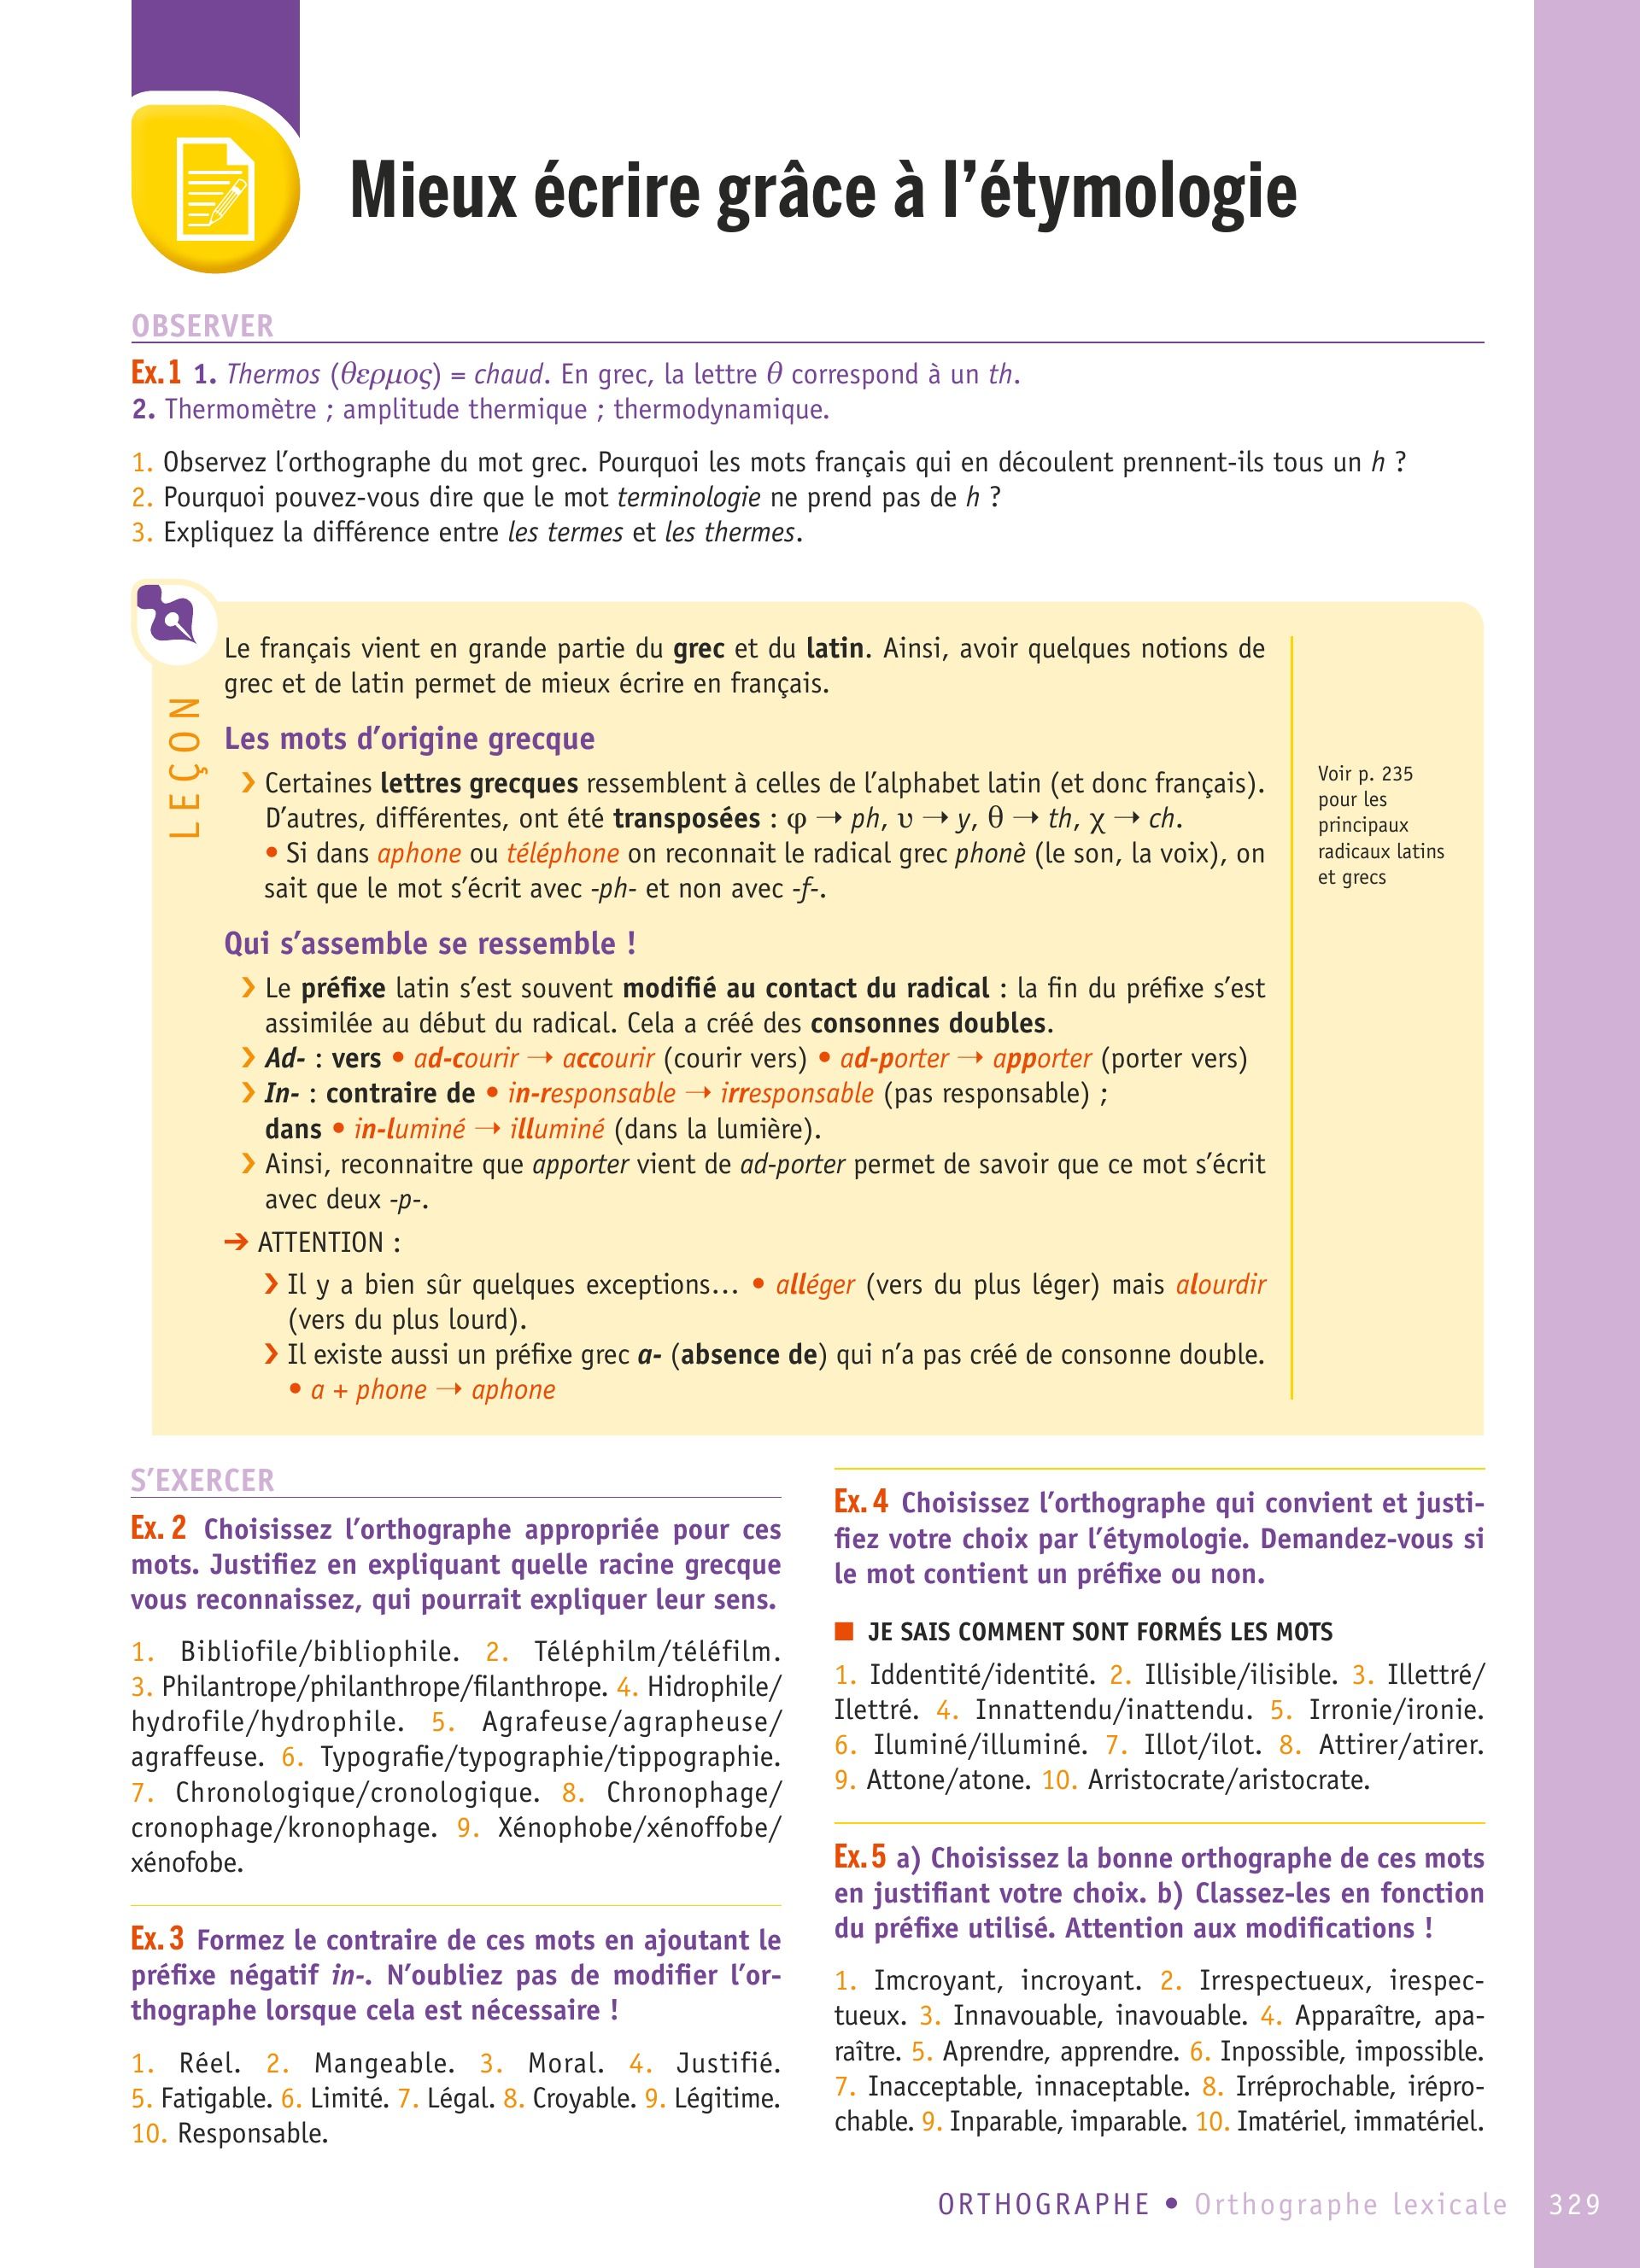 Mieux écrire grâce à l’étymologie
OBSERVER
Ex.1 1. Thermos (θερμος) = chaud. En grec, la lettre θ correspond à un th.
2. Thermomètre ; amplitude thermique ; thermodynamique.
1. Observez l’orthographe du mot grec. Pourquoi les mots français qui en découlent prennent-ils tous un h ?
2. Pourquoi pouvez-vous dire que le mot terminologie ne prend pas de h ?
3. Expliquez la différence entre les termes et les thermes.
LEÇON
Le français vient en grande partie du grec et du latin. Ainsi, avoir quelques notions de
grec et de latin permet de mieux écrire en français.
Les mots d’origine grecque
› Certaines lettres grecques ressemblent à celles de l’alphabet latin (et donc français).
D’autres, différentes, ont été transposées : φ → ph, υ → y, θ → th, χ → ch.
• Si dans aphone ou téléphone on reconnait le radical grec phonè (le son, la voix), on
sait que le mot s’écrit avec -ph- et non avec -f-.
Qui s’assemble se ressemble !
› Le préfixe latin s’est souvent modifié au contact du radical : la fin du préfixe s’est
assimilée au début du radical. Cela a créé des consonnes doubles.
› Ad- : vers • ad-courir → accourir (courir vers) • ad-porter → apporter (porter vers)
› In- : contraire de • in-responsable → irresponsable (pas responsable) ;
dans • in-luminé → illuminé (dans la lumière).
› Ainsi, reconnaitre que apporter vient de ad-porter permet de savoir que ce mot s’écrit
avec deux -p-.
→ ATTENTION :
› Il y a bien sûr quelques exceptions… • alléger (vers du plus léger) mais alourdir
(vers du plus lourd).
› Il existe aussi un préfixe grec a- (absence de) qui n’a pas créé de consonne double.
• a + phone → aphone
Voir p. 235
pour les
principaux
radicaux latins
et grecs
S’EXERCER
Ex. 2 Choisissez l’orthographe appropriée pour ces
mots. Justifiez en expliquant quelle racine grecque
vous reconnaissez, qui pourrait expliquer leur sens.
1. Bibliofile/bibliophile. 2. Téléphilm/téléfilm.
3. Philantrope/philanthrope/filanthrope. 4. Hidrophile/
hydrofile/hydrophile. 5. Agrafeuse/agrapheuse/
agraffeuse. 6. Typografie/typographie/tippographie.
7. Chronologique/cronologique. 8. Chronophage/
cronophage/kronophage. 9. Xénophobe/xénoffobe/
xénofobe.
Ex. 3 Formez le contraire de ces mots en ajoutant le
préfixe négatif in-. N’oubliez pas de modifier l’or-
thographe lorsque cela est nécessaire !
1. Réel. 2. Mangeable. 3. Moral. 4. Justifié.
5. Fatigable. 6. Limité. 7. Légal. 8. Croyable. 9. Légitime.
10. Responsable.
Ex. 4 Choisissez l’orthographe qui convient et justi-
fiez votre choix par l’étymologie. Demandez-vous si
le mot contient un préfixe ou non.
■ JE SAIS COMMENT SONT FORMÉS LES MOTS
1. Iddentité/identité. 2. Illisible/ilisible. 3. Illettré/
Ilettré. 4. Innattendu/inattendu. 5. Irronie/ironie.
6. Iluminé/illuminé. 7. Illot/ilot. 8. Attirer/atirer.
9. Attone/atone. 10. Arristocrate/aristocrate.
Ex. 5 a) Choisissez la bonne orthographe de ces mots
en justifiant votre choix. b) Classez-les en fonction
du préfixe utilisé. Attention aux modifications !
1. Imcroyant, incroyant. 2. Irrespectueux, irespec-
tueux. 3. Innavouable, inavouable. 4. Apparaître, apa-
raître. 5. Aprendre, apprendre. 6. Inpossible, impossible.
7. Inacceptable, innaceptable. 8. Irréprochable, irépro-
chable. 9. Inparable, imparable. 10. Imatériel, immatériel.
ORTHOGRAPHE • Orthographe lexicale 329